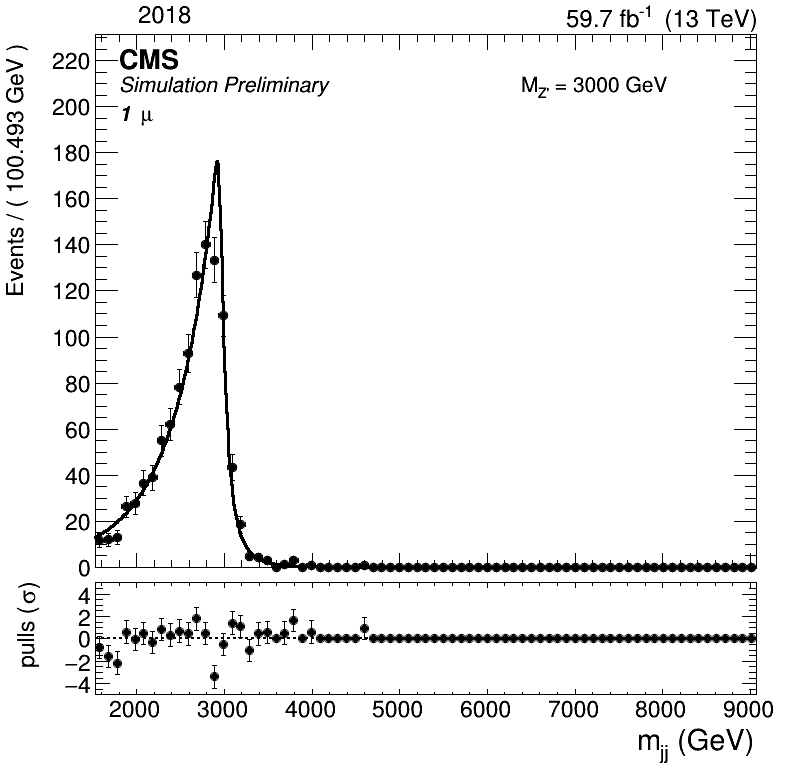 2018 59.7 fb⁻¹ (13 TeV)
CMS
Simulation Preliminary
M_Z' = 3000 GeV
1 μ
Events / ( 100.493 GeV )
220
200
180
160
140
120
100
80
60
40
20
0
pulls (σ)
4
2
0
−2
−4
2000 3000 4000 5000 6000 7000 8000 9000
m_jj (GeV)